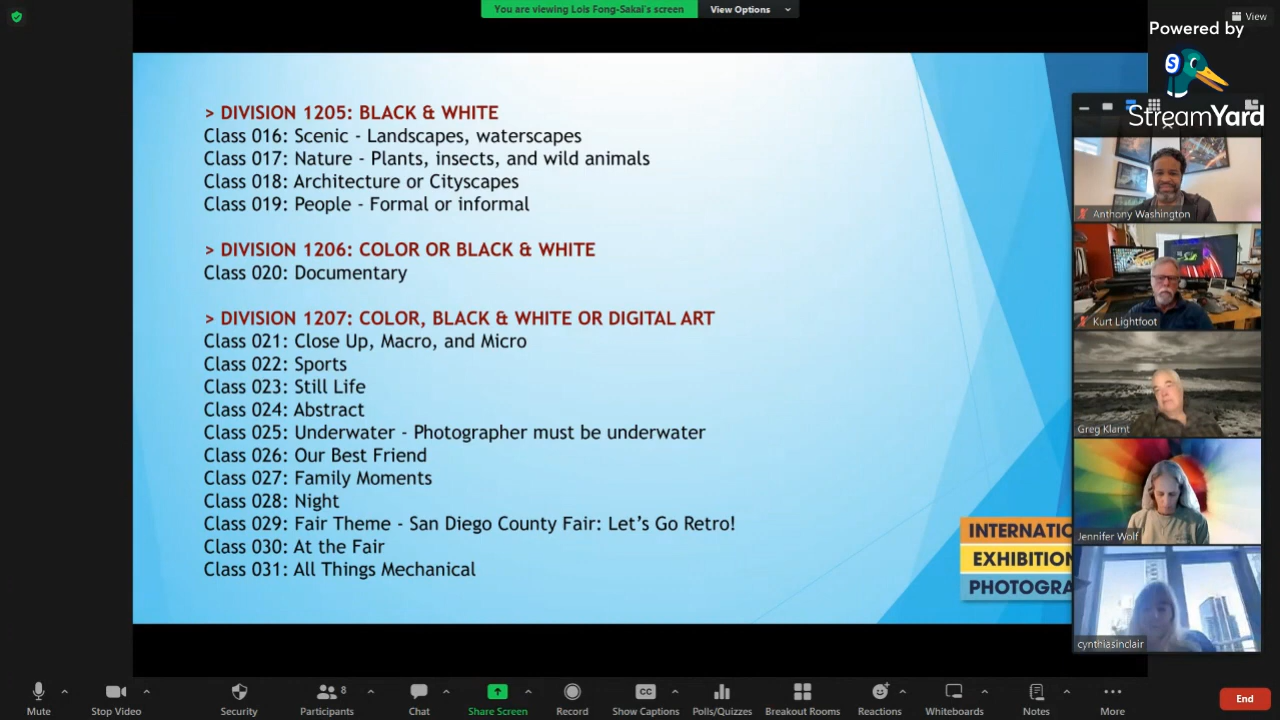 You are viewing Lois Fong-Sakai's screen
View Options
View
Powered by
S
StreamYard
> DIVISION 1205: BLACK & WHITE
Class 016: Scenic - Landscapes, waterscapes
Class 017: Nature - Plants, insects, and wild animals
Class 018: Architecture or Cityscapes
Class 019: People - Formal or informal
> DIVISION 1206: COLOR OR BLACK & WHITE
Class 020: Documentary
> DIVISION 1207: COLOR, BLACK & WHITE OR DIGITAL ART
Class 021: Close Up, Macro, and Micro
Class 022: Sports
Class 023: Still Life
Class 024: Abstract
Class 025: Underwater - Photographer must be underwater
Class 026: Our Best Friend
Class 027: Family Moments
Class 028: Night
Class 029: Fair Theme - San Diego County Fair: Let's Go Retro!
Class 030: At the Fair
Class 031: All Things Mechanical
INTERNATIO
EXHIBITION
PHOTOGRA
Anthony Washington
Kurt Lightfoot
Greg Klamt
Jennifer Wolf
cynthiasinclair
Mute
Stop Video
Security
8
Participants
Chat
Share Screen
Record
CC
Show Captions
Polls/Quizzes
Breakout Rooms
Reactions
Whiteboards
Notes
More
End